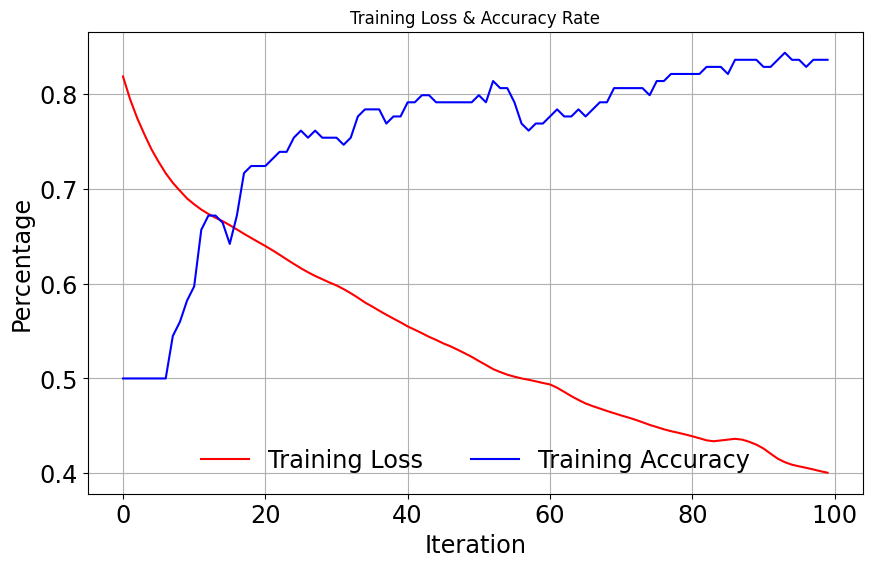 Training Loss & Accuracy Rate
Percentage
0.8
0.7
0.6
0.5
0.4
Training Loss
Training Accuracy
0
20
40
60
80
100
Iteration